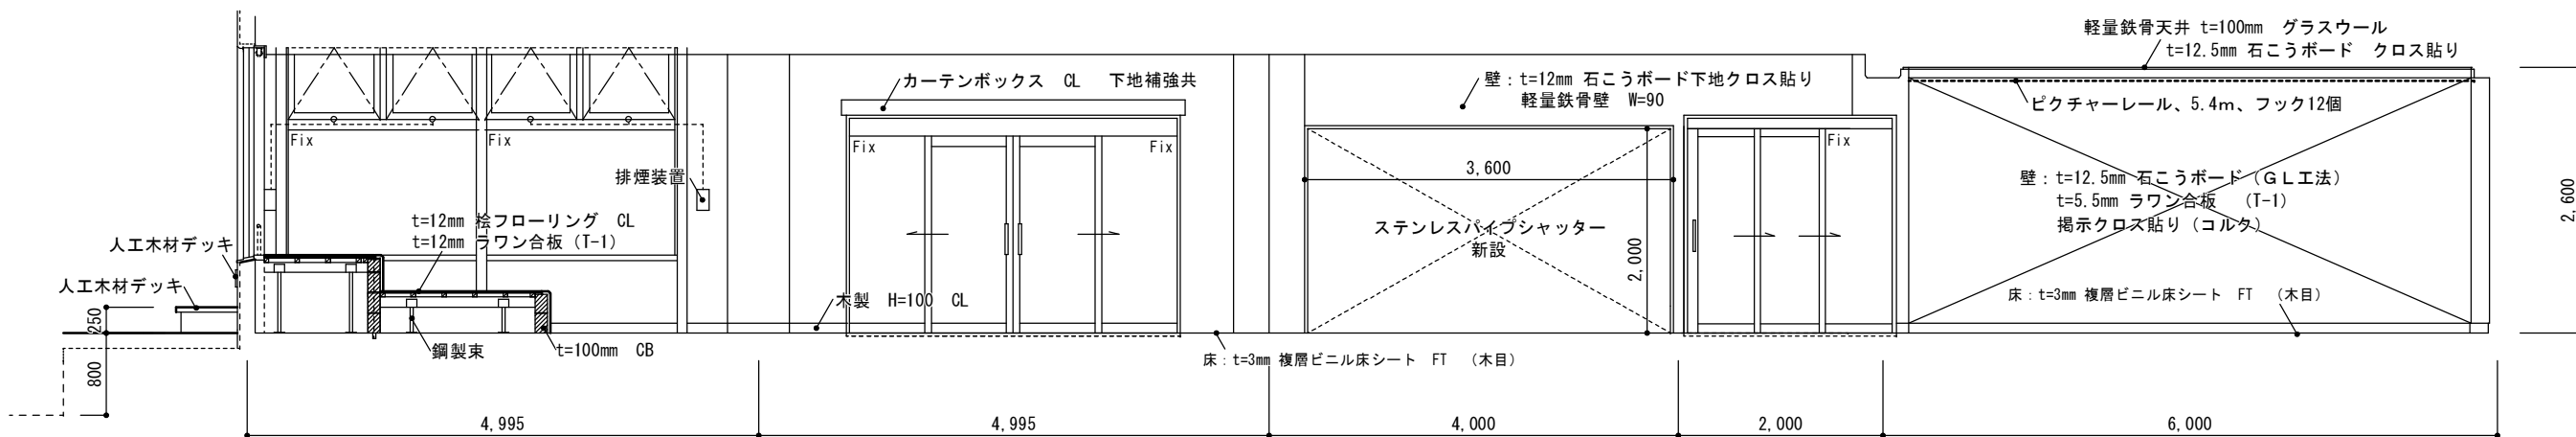 軽量鉄骨天井 t=100mm グラスウール
t=12.5mm 石こうボード クロス貼り
カーテンボックス CL 下地補強共
壁：t=12mm 石こうボード下地クロス貼り
軽量鉄骨壁 W=90
ピクチャーレール、5.4ｍ、フック12個
Fix
Fix
Fix
Fix
Fix
排煙装置
3,600
2,000
ステンレスパイプシャッター
新設
壁：t=12.5mm 石こうボード（ＧＬ工法）
t=5.5mm ラワン合板 （T-1）
掲示クロス貼り（コルク）
2,600
t=12mm 桧フローリング CL
t=12mm ラワン合板（T-1）
人工木材デッキ
人工木材デッキ
250
800
木製 H=100 CL
床：t=3mm 複層ビニル床シート FT （木目）
鋼製束
t=100mm CB
床：t=3mm 複層ビニル床シート FT （木目）
4,995
4,995
4,000
2,000
6,000